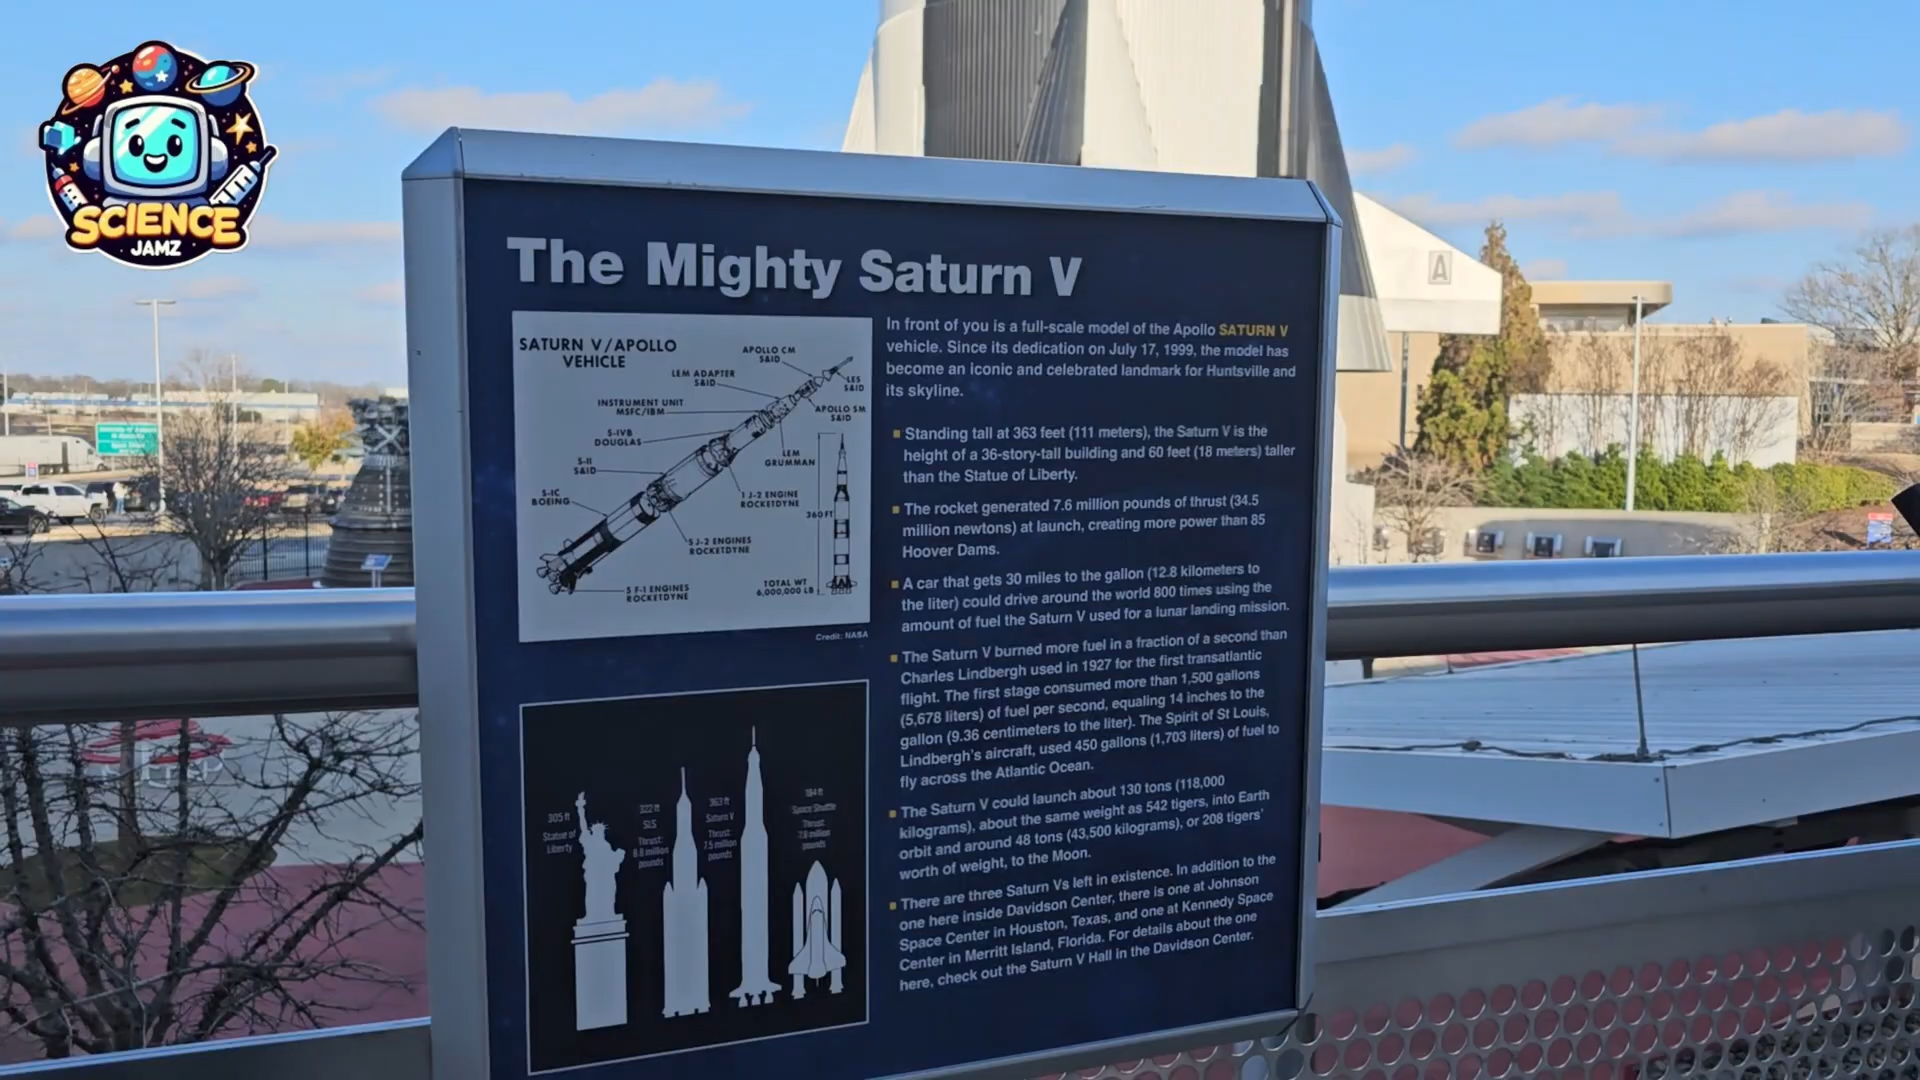 SCIENCE
JAMZ
The Mighty Saturn V
SATURN V/APOLLO
VEHICLE
APOLLO CM
S&ID
LEM ADAPTER
S&ID
LES
S&ID
INSTRUMENT UNIT
MSFC/IBM
APOLLO SM
S&ID
S-IVB
DOUGLAS
LEM
GRUMMAN
S-II
S&ID
S-IC
BOEING
1 J-2 ENGINE
ROCKETDYNE
360 FT
5 J-2 ENGINES
ROCKETDYNE
5 F-1 ENGINES
ROCKETDYNE
TOTAL WT
6,000,000 LB
Credit: NASA
305 ft
Statue of
Liberty
322 ft
SLS
Thrust:
8.8 million
pounds
363 ft
Saturn V
Thrust:
7.5 million
pounds
184 ft
Space Shuttle
Thrust:
7.8 million
pounds
In front of you is a full-scale model of the Apollo SATURN V
vehicle. Since its dedication on July 17, 1999, the model has
become an iconic and celebrated landmark for Huntsville and
its skyline.
Standing tall at 363 feet (111 meters), the Saturn V is the
height of a 36-story-tall building and 60 feet (18 meters) taller
than the Statue of Liberty.
The rocket generated 7.6 million pounds of thrust (34.5
million newtons) at launch, creating more power than 85
Hoover Dams.
A car that gets 30 miles to the gallon (12.8 kilometers to
the liter) could drive around the world 800 times using the
amount of fuel the Saturn V used for a lunar landing mission.
The Saturn V burned more fuel in a fraction of a second than
Charles Lindbergh used in 1927 for the first transatlantic
flight. The first stage consumed more than 1,500 gallons
(5,678 liters) of fuel per second, equaling 14 inches to the
gallon (9.36 centimeters to the liter). The Spirit of St Louis,
Lindbergh's aircraft, used 450 gallons (1,703 liters) of fuel to
fly across the Atlantic Ocean.
The Saturn V could launch about 130 tons (118,000
kilograms), about the same weight as 542 tigers, into Earth
orbit and around 48 tons (43,500 kilograms), or 208 tigers'
worth of weight, to the Moon.
There are three Saturn Vs left in existence. In addition to the
one here inside Davidson Center, there is one at Johnson
Space Center in Houston, Texas, and one at Kennedy Space
Center in Merritt Island, Florida. For details about the one
here, check out the Saturn V Hall in the Davidson Center.
A